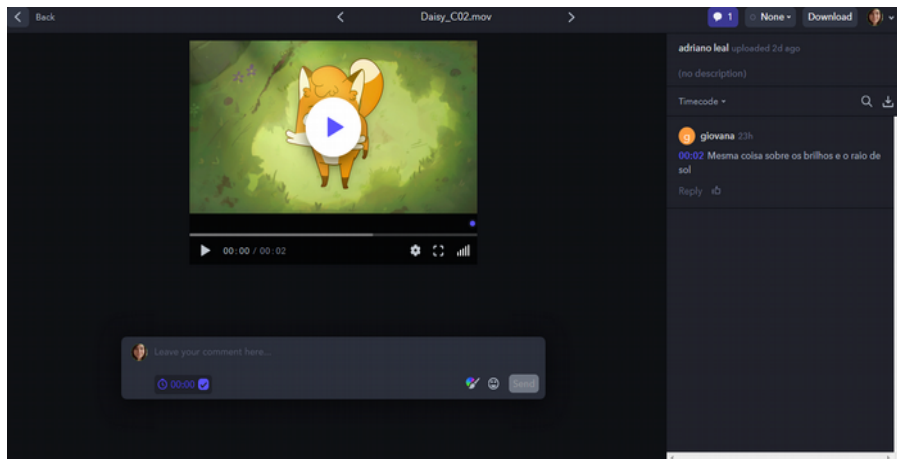 Back
Daisy_C02.mov
1
None
Download
adriano leal uploaded 2d ago
(no description)
Timecode
g
giovana 23h
00:02 Mesma coisa sobre os brilhos e o raio de
sol
Reply
00:00 / 00:02
Leave your comment here...
00:00
Send